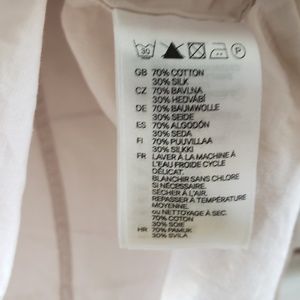 30
P
GB 70% COTTON
30% SILK
CZ 70% BAVLNA
30% HEDVÁBÍ
DE 70% BAUMWOLLE
30% SEIDE
ES 70% ALGODÓN
30% SEDA
FI 70% PUUVILLAA
30% SILKKI
FR LAVER À LA MACHINE À
L'EAU FROIDE CYCLE
DÉLICAT.
BLANCHIR SANS CHLORE
SI NÉCESSAIRE.
SÉCHER À L'AIR.
REPASSER À TEMPÉRATURE
MOYENNE.
ou NETTOYAGE À SEC.
70% COTON
30% SOIE
HR 70% PAMUK
30% SVILA